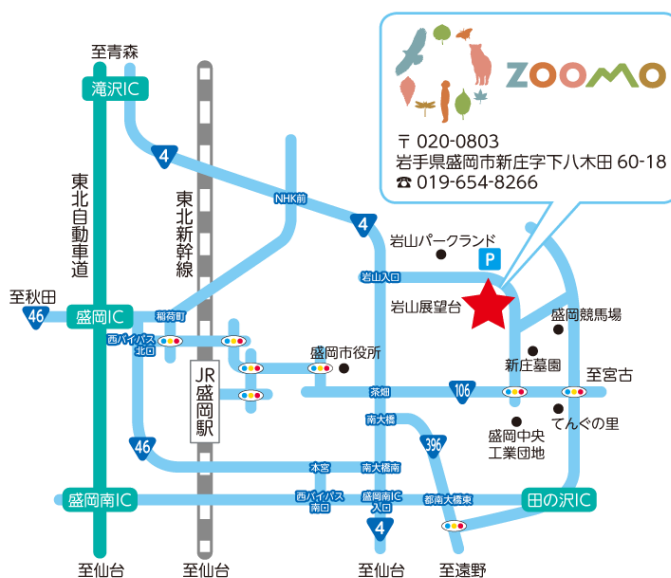 至青森
滝沢IC
4
東北自動車道
東北新幹線
NHK前
4
ZOOMO
〒020-0803
岩手県盛岡市新庄字下八木田 60-18
☎ 019-654-8266
岩山パークランド
P
岩山入口
岩山展望台
至秋田
46
盛岡IC
稲荷町
西バイパス
北口
盛岡市役所
盛岡競馬場
新庄墓園
至宮古
JR盛岡駅
茶畑
106
南大橋
396
盛岡中央
工業団地
てんぐの里
46
本宮
南大橋南
盛岡南IC
西バイパス
南口
盛岡南IC
入口
都南大橋東
田の沢IC
4
至仙台
至仙台
至仙台
至遠野